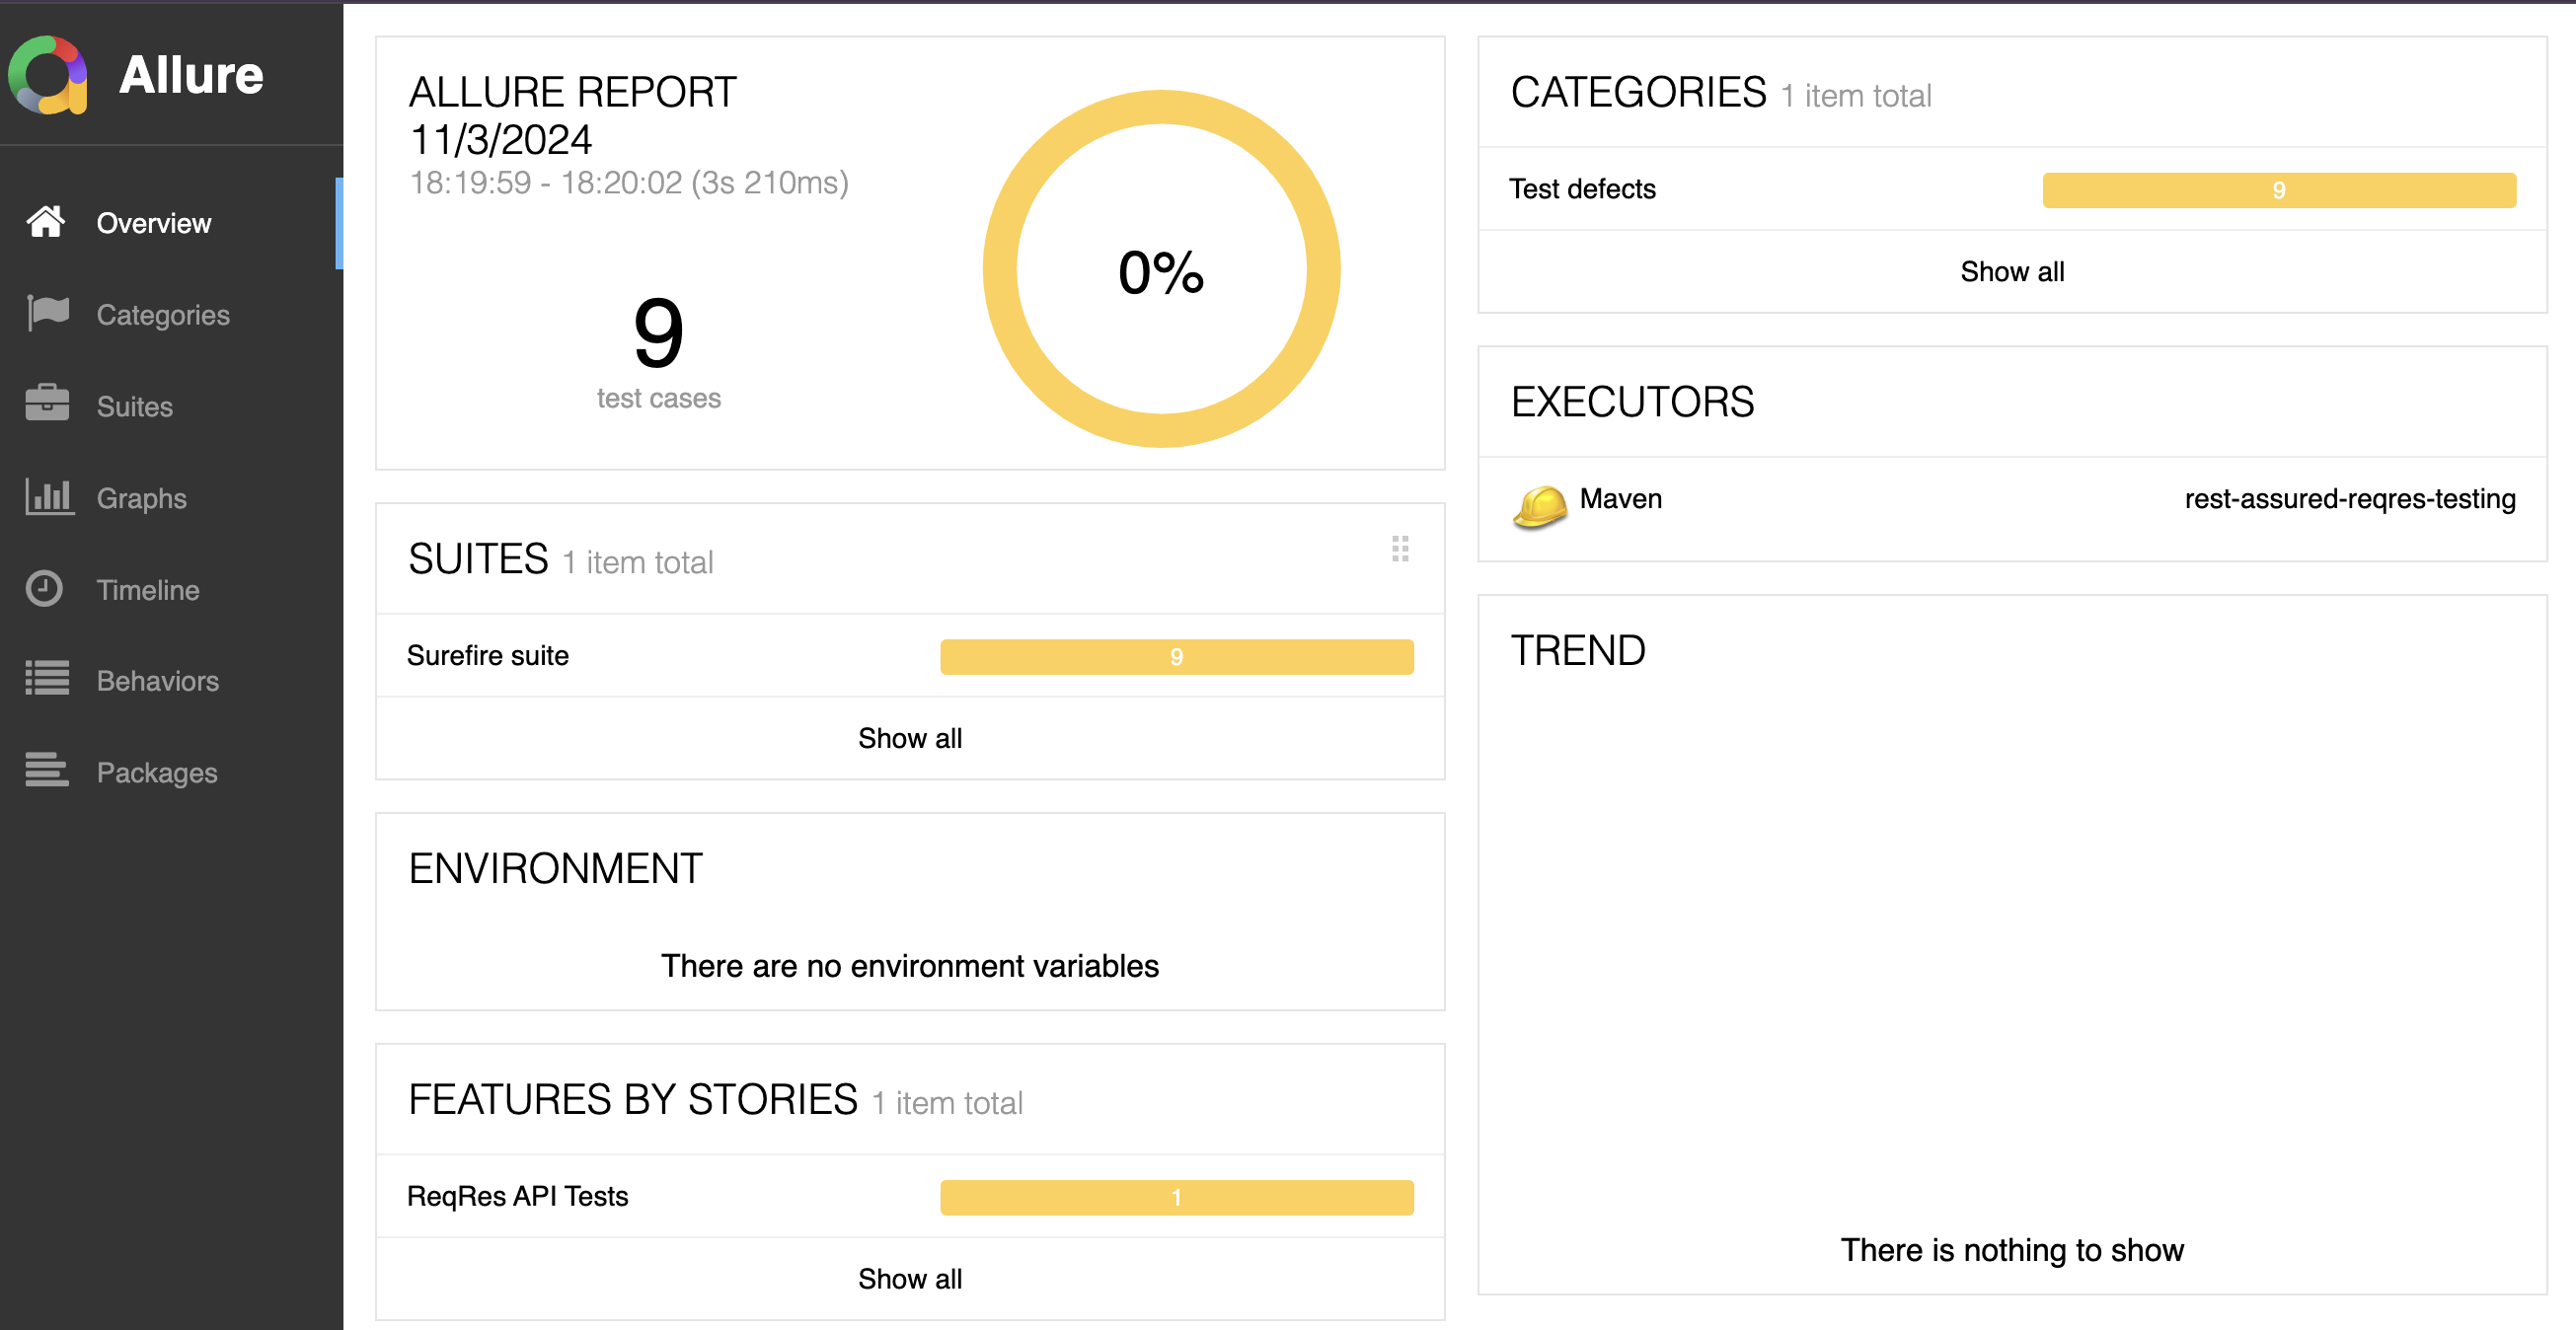 Allure
Overview
Categories
Suites
Graphs
Timeline
Behaviors
Packages
ALLURE REPORT
11/3/2024
18:19:59 - 18:20:02 (3s 210ms)
9
test cases
0%
SUITES 1 item total
Surefire suite 9
Show all
ENVIRONMENT
There are no environment variables
FEATURES BY STORIES 1 item total
ReqRes API Tests 1
Show all
CATEGORIES 1 item total
Test defects 9
Show all
EXECUTORS
Maven rest-assured-reqres-testing
TREND
There is nothing to show